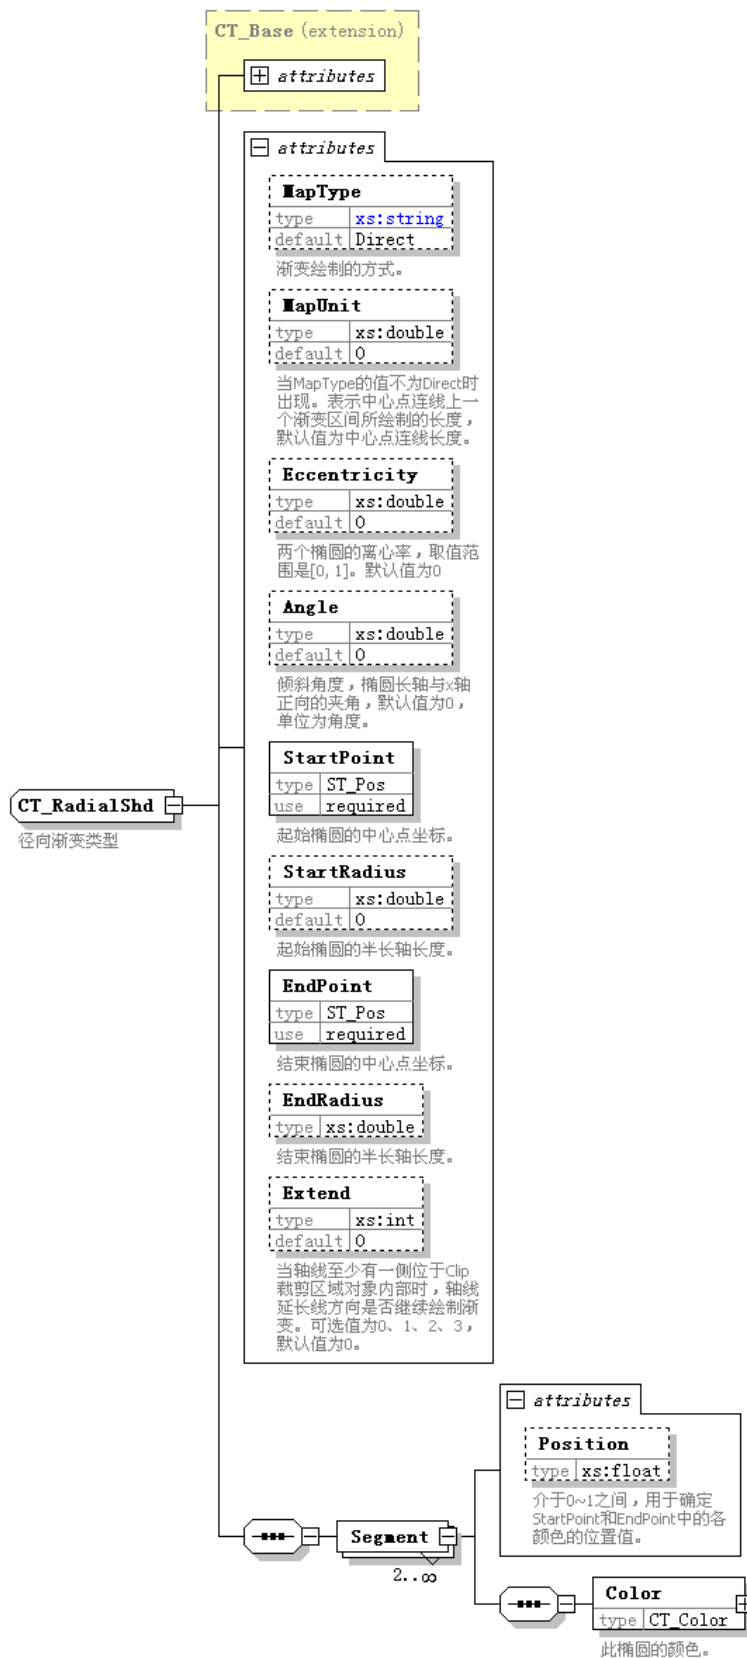 CT_Base (extension)
attributes
attributes
MapType
type xs:string
default Direct
渐变绘制的方式。
MapUnit
type xs:double
default 0
当MapType的值不为Direct时
出现。表示中心点连线上一
个渐变区间所绘制的长度，
默认值为中心点连线长度。
Eccentricity
type xs:double
default 0
两个椭圆的离心率，取值范
围是[0, 1]。默认值为0
Angle
type xs:double
default 0
倾斜角度，椭圆长轴与x轴
正向的夹角，默认值为0，
单位为角度。
StartPoint
type ST_Pos
use required
起始椭圆的中心点坐标。
CT_RadialShd
径向渐变类型
StartRadius
type xs:double
default 0
起始椭圆的半长轴长度。
EndPoint
type ST_Pos
use required
结束椭圆的中心点坐标。
EndRadius
type xs:double
结束椭圆的半长轴长度。
Extend
type xs:int
default 0
当轴线至少有一侧位于Clip
裁剪区域对象内部时，轴线
延长线方向是否继续绘制渐
变。可选值为0、1、2、3，
默认值为0。
attributes
Position
type xs:float
介于0~1之间，用于确定
StartPoint和EndPoint中的各
颜色的位置值。
Segment
2..∞
Color
type CT_Color
此椭圆的颜色。